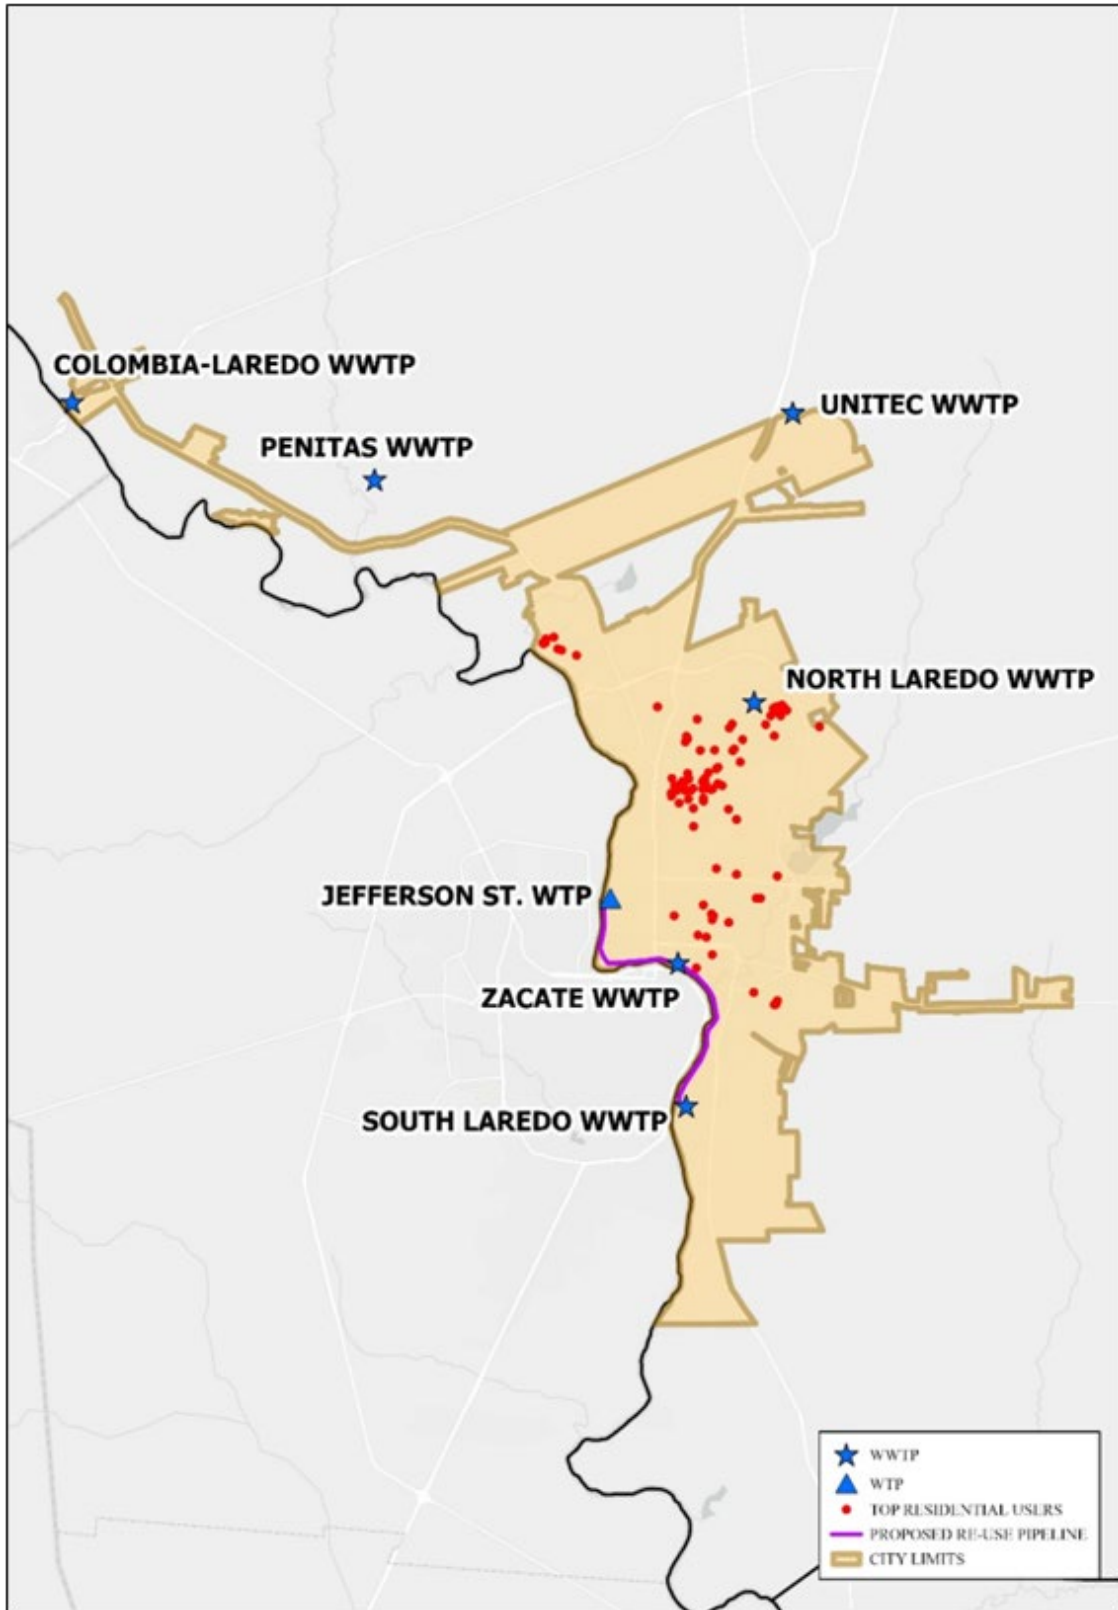 COLOMBIA-LAREDO WWTP
UNITEC WWTP
PENITAS WWTP
NORTH LAREDO WWTP
JEFFERSON ST. WTP
ZACATE WWTP
SOUTH LAREDO WWTP
WWTP
WTP
TOP RESIDENTIAL USERS
PROPOSED RE-USE PIPELINE
CITY LIMITS